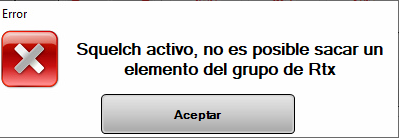 Error
Squelch activo, no es posible sacar un
elemento del grupo de Rtx
Aceptar